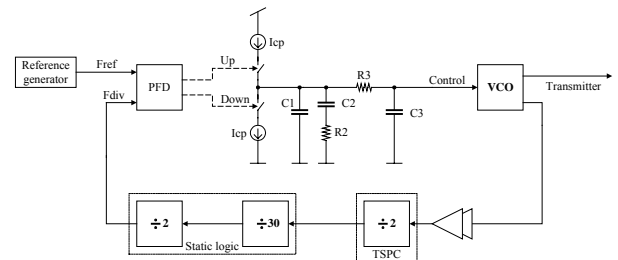 Icp
Reference
generator
Fref
PFD
Fdiv
Up
Down
Icp
C1
C2
R2
R3
C3
Control
VCO
Transmitter
÷2
÷30
Static logic
÷2
TSPC